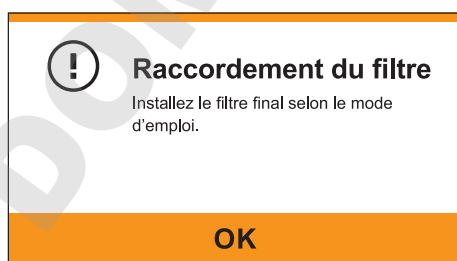 Raccordement du filtre
Installez le filtre final selon le mode
d'emploi.
OK